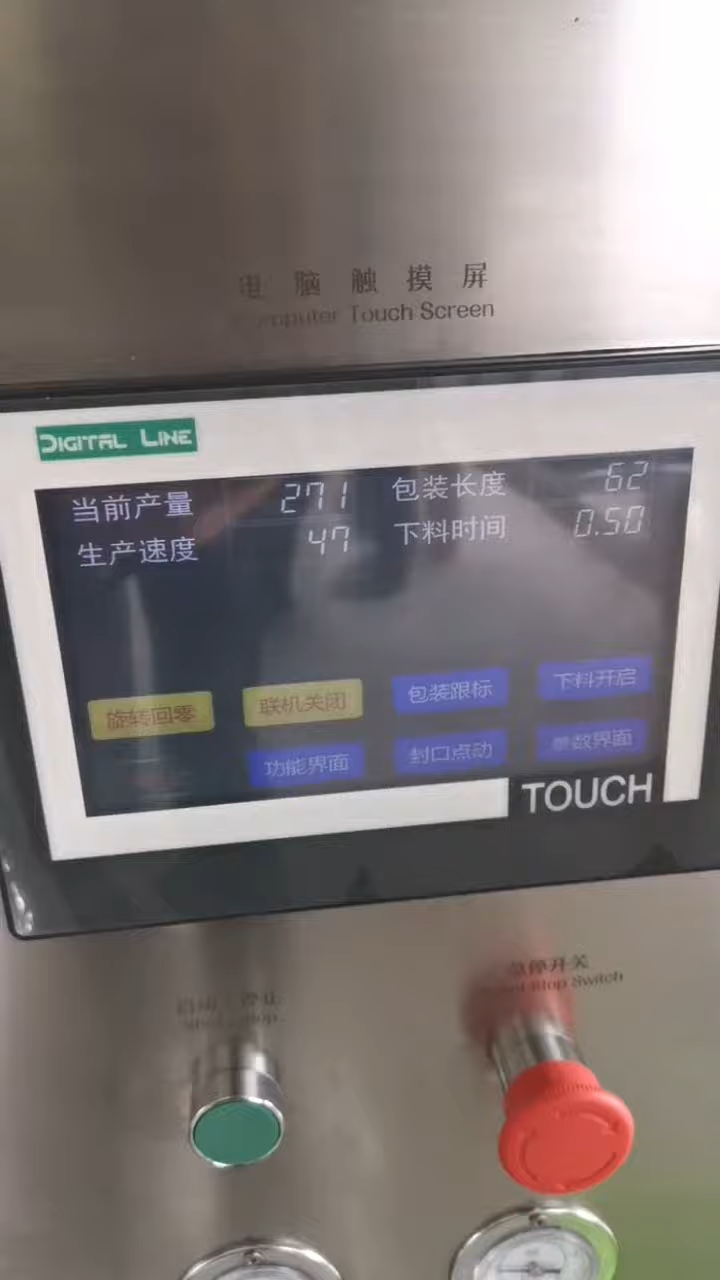 电脑触摸屏
Computer Touch Screen
DIGITAL LINE
当前产量 271 包装长度 62
生产速度 47 下料时间 0.50
旋转回零 联机关闭 包装跟标 下料开启
功能界面 封口点动 参数界面
TOUCH
急停开关
Stop Switch